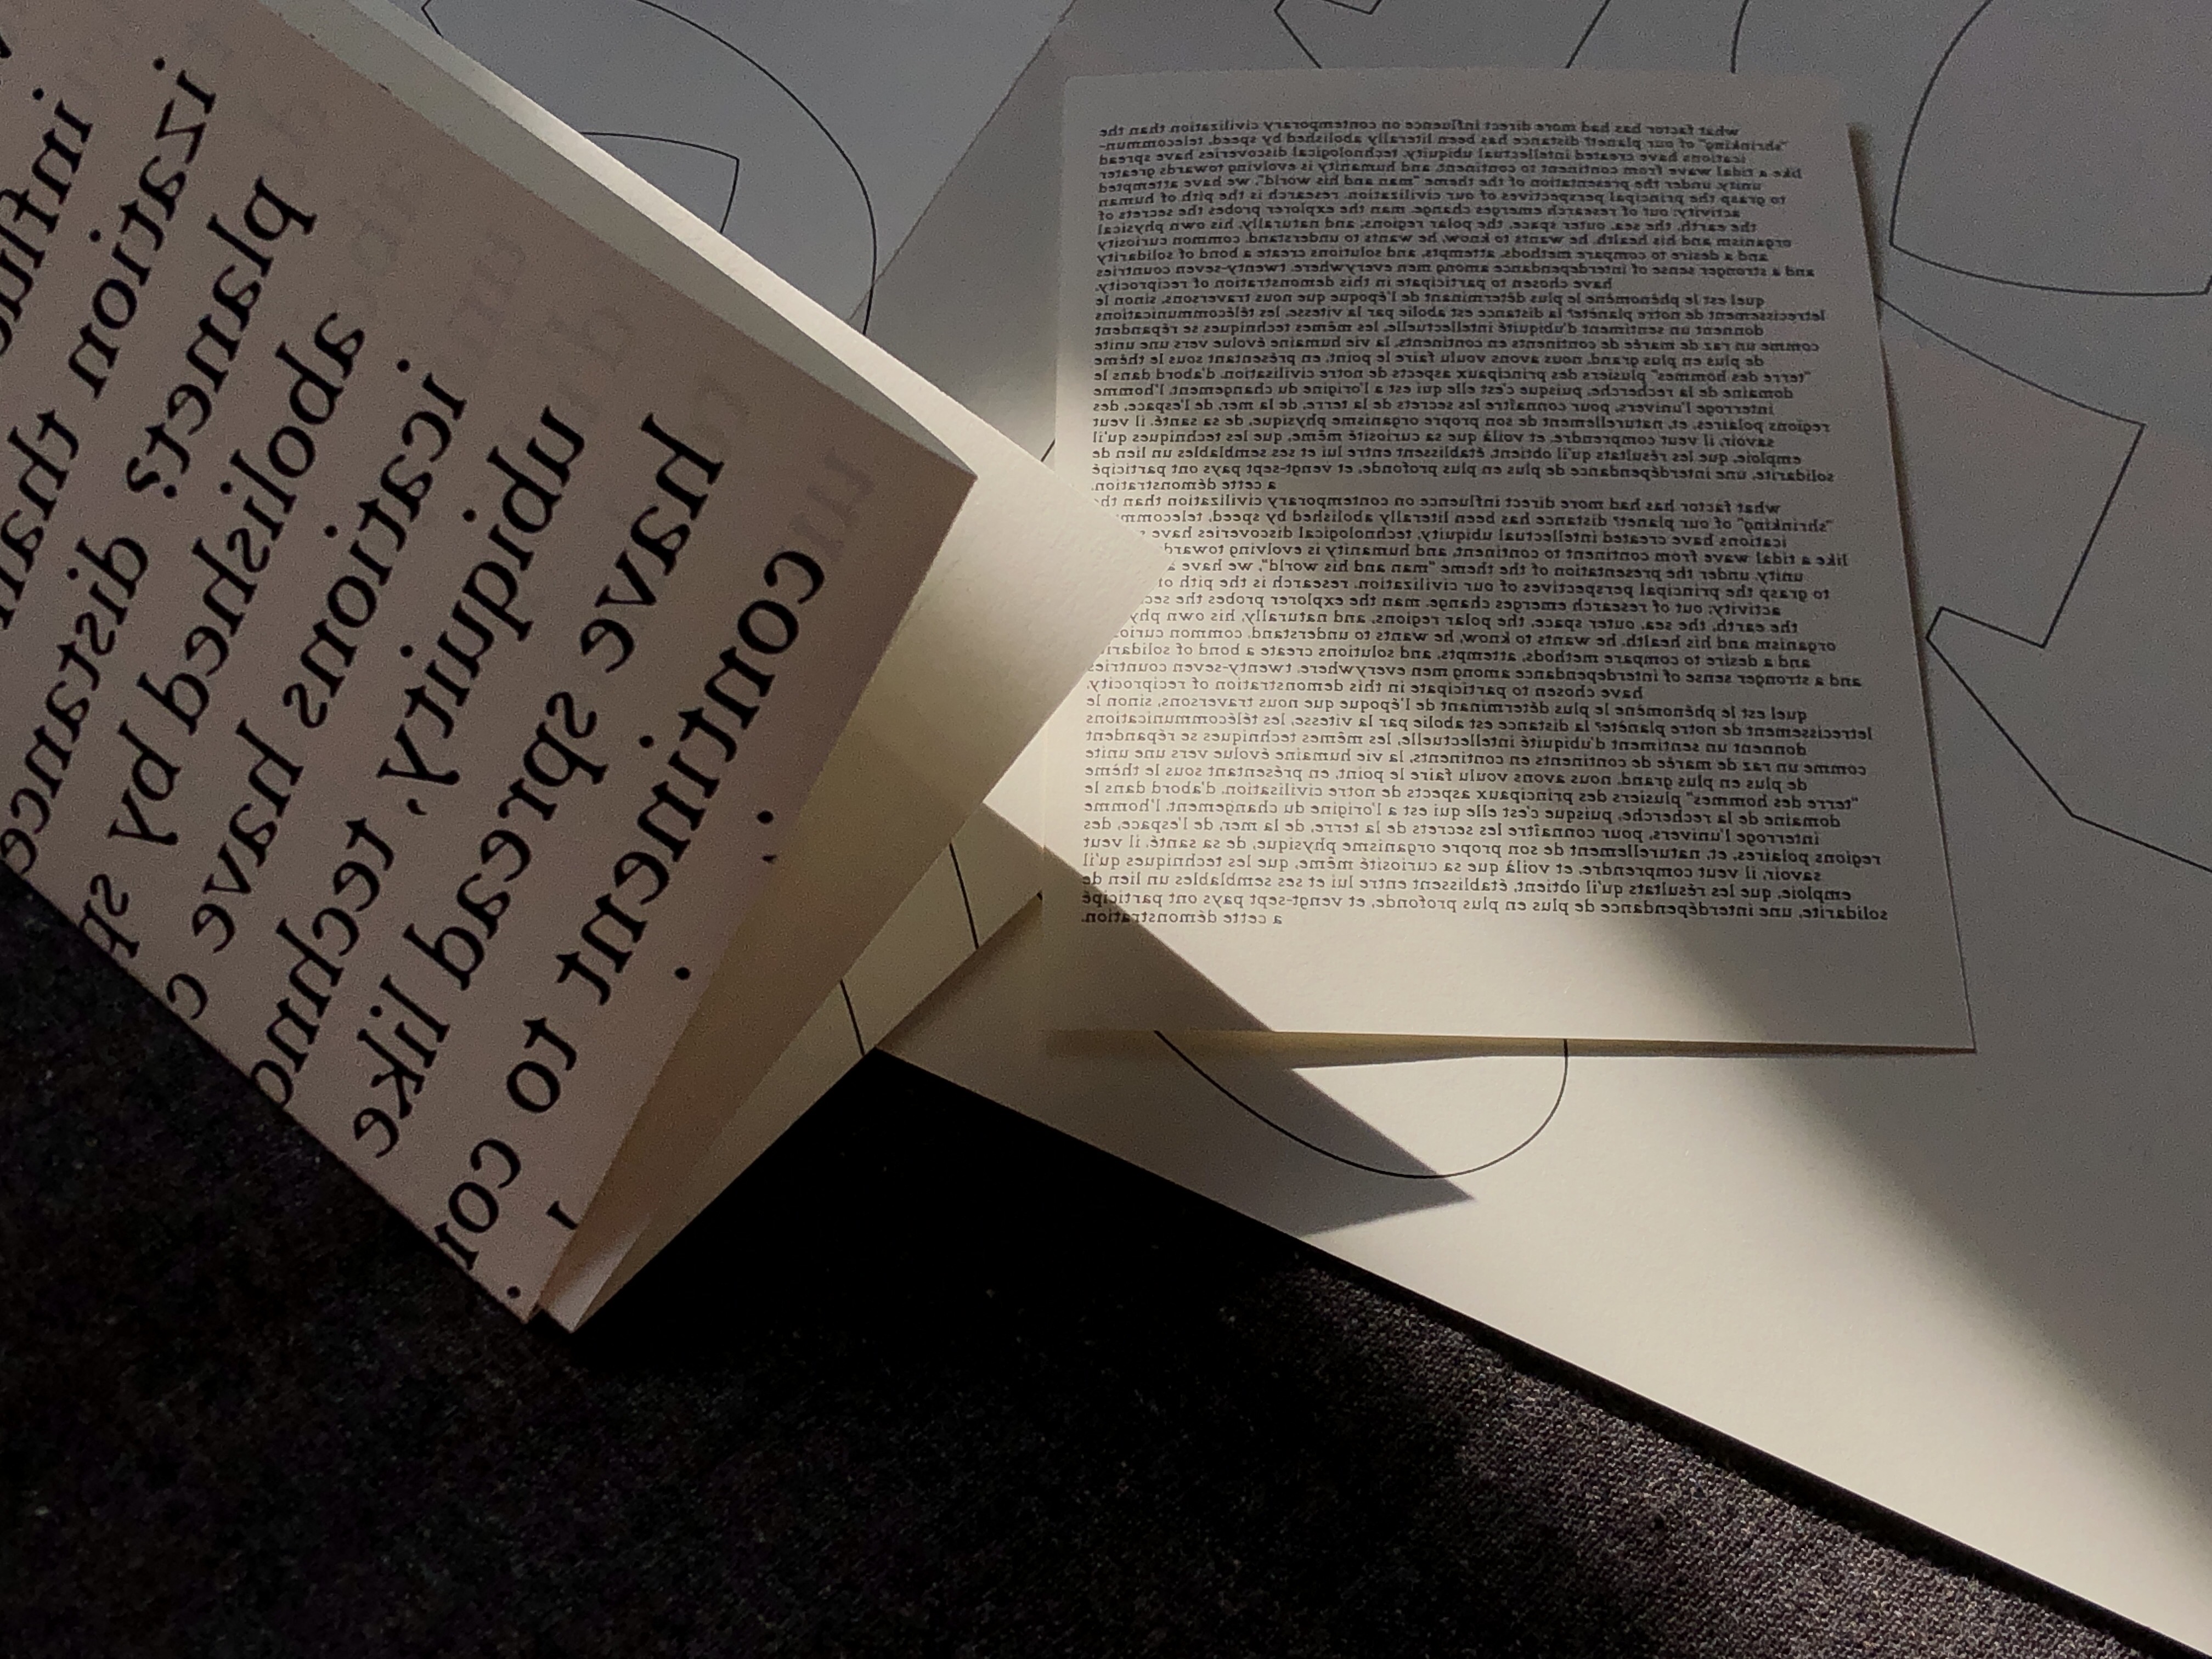 ization than
planet? distance
abolished by sp
ications have c
ubiquity, techno
have spread like
continent to con
what factor has had more direct influence on contemporary civilization than the
"shrinking" of our planet? distance has been literally abolished by speed, telecommun-
ications have created intellectual ubiquity, technological discoveries have spread
like a tidal wave from continent to continent, and humanity is evolving towards greater
unity. under the presentation of the theme "man and his world", we have attempted
to grasp the principal perspectives of our civilization. research is the pith of human
activity; out of research emerges change. man the explorer probes the secrets of
the earth, the sea, outer space, the polar regions, and naturally, his own physical
organism and his health. he wants to know, he wants to understand. common curiosity
and a desire to compare methods, attempts, and solutions create a bond of solidarity
and a stronger sense of interdependance among men everywhere. twenty-seven countries
have chosen to participate in this demonstration of reciprocity.
quel est le phénomène le plus déterminant de l'époque que nous traversons, sinon le
letrecissement de notre planéte? la distance est abolie par la vitesse, les télécommunications
donnent un sentiment d'ubiquité intellectuelle, les mêmes techniques se répandent
comme un raz de marée de continents en continents, la vie humaine évolue vers une unite
de plus en plus grand. nous avons voulu faire le point, en présentant sous le thème
"terre des hommes" plusiers des principaux aspects de notre civilisation. d'abord dans le
domaine de la recherche, puisque c'est elle qui est a l'origine du changement. l'homme
interroge l'univers, pour connaître les secrets de la terre, de la mer, de l'espace, des
regions polaires, et, naturellement de son propre organisme physique, de sa santé. il veut
savoir, il veut comprendre. et voilà que sa curiosité même, que les techniques qu'il
emploie, que les résultats qu'il obtient, établissent entre lui et ses semblables un lien de
solidarite, une interdépendance de plus en plus profonde, et vengt-sept pays ont participé
a cette démonstration.
what factor has had more direct influence on contemporary civilization than th
"shrinking" of our planet? distance has been literally abolished by speed, telecomm
ications have created intellectual ubiquity, technological discoveries have
like a tidal wave from continent to continent, and humanity is evolving toward
unity. under the presentation of the theme "man and his world", we have a
to grasp the principal perspectives of our civilization. research is the pith of
activity; out of research emerges change. man the explorer probes the sec
the earth, the sea, outer space, the polar regions, and naturally, his own phy
organism and his health. he wants to know, he wants to understand. common curio
and a desire to compare methods, attempts, and solutions create a bond of solidari
and a stronger sense of interdependance among men everywhere. twenty-seven countries
have chosen to participate in this demonstration of reciprocity.
quel est le phénomène le plus déterminant de l'époque que nous traversons, sinon le
letrecissement de notre planéte? la distance est abolie par la vitesse, les télécommunications
donnent un sentiment d'ubiquité intellectuelle, les mêmes techniques se répandent
comme un raz de marée de continents en continents, la vie humaine évolue vers une unite
de plus en plus grand. nous avons voulu faire le point, en présentant sous le thème
"terre des hommes" plusiers des principaux aspects de notre civilisation. d'abord dans le
domaine de la recherche, puisque c'est elle qui est a l'origine du changement. l'homme
interroge l'univers, pour connaître les secrets de la terre, de la mer, de l'espace, des
regions polaires, et, naturellement de son propre organisme physique, de sa santé. il veut
savoir, il veut comprendre. et voilà que sa curiosité même, que les techniques qu'il
emploie, que les résultats qu'il obtient, établissent entre lui et ses semblables un lien de
solidarite, une interdépendance de plus en plus profonde, et vengt-sept pays ont participé
a cette démonstration.